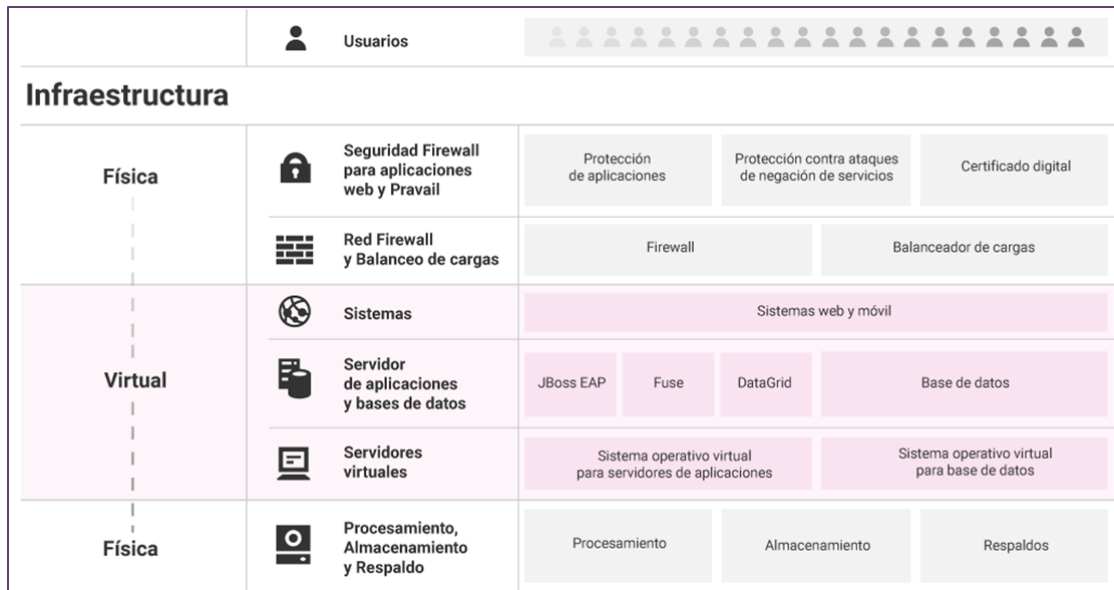 Usuarios
Infraestructura
Física
Seguridad Firewall
para aplicaciones
web y Pravail
Protección
de aplicaciones
Protección contra ataques
de negación de servicios
Certificado digital
Red Firewall
y Balanceo de cargas
Firewall
Balanceador de cargas
Virtual
Sistemas
Sistemas web y móvil
Servidor
de aplicaciones
y bases de datos
JBoss EAP
Fuse
DataGrid
Base de datos
Servidores
virtuales
Sistema operativo virtual
para servidores de aplicaciones
Sistema operativo virtual
para base de datos
Física
Procesamiento,
Almacenamiento
y Respaldo
Procesamiento
Almacenamiento
Respaldos